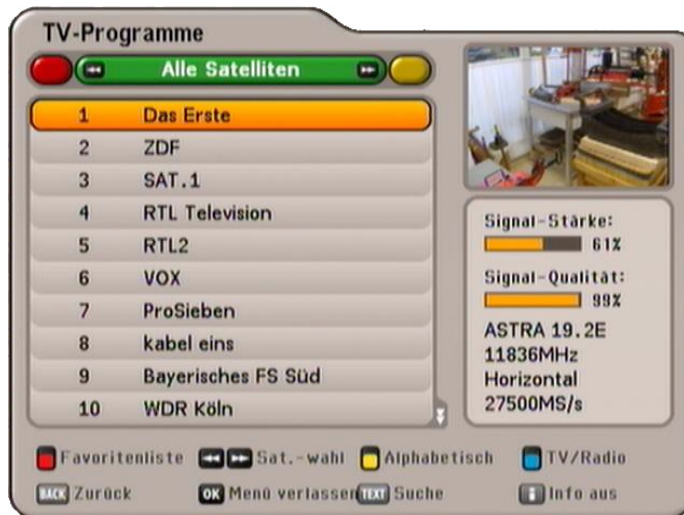 TV-Programme
Alle Satelliten
1 Das Erste
2 ZDF
3 SAT.1
4 RTL Television
5 RTL2
6 VOX
7 ProSieben
8 kabel eins
9 Bayerisches FS Süd
10 WDR Köln
Signal-Stärke:
61%
Signal-Qualität:
99%
ASTRA 19.2E
11836MHz
Horizontal
27500MS/s
Favoritenliste Sat.-wahl Alphabetisch TV/Radio
BACK Zurück OK Menü verlassen TEXT Suche i Info aus